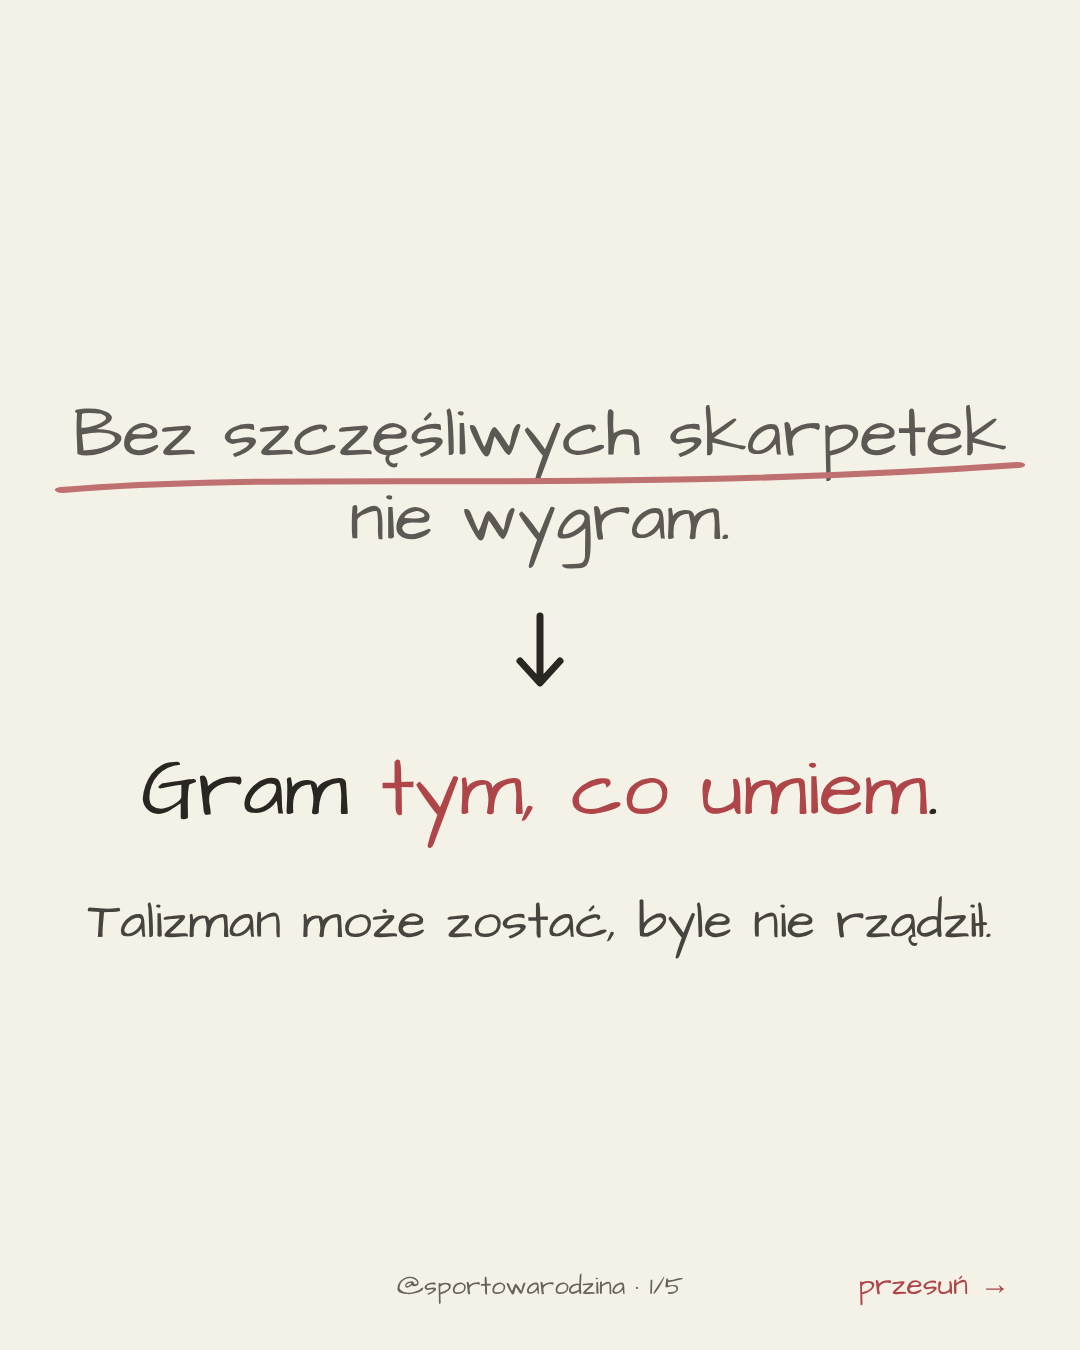 Bez szczęśliwych skarpetek
nie wygram.
↓
Gram tym, co umiem.
Talizman może zostać, byle nie rządził.
@sportowarodzina · 1/5
przesuń →